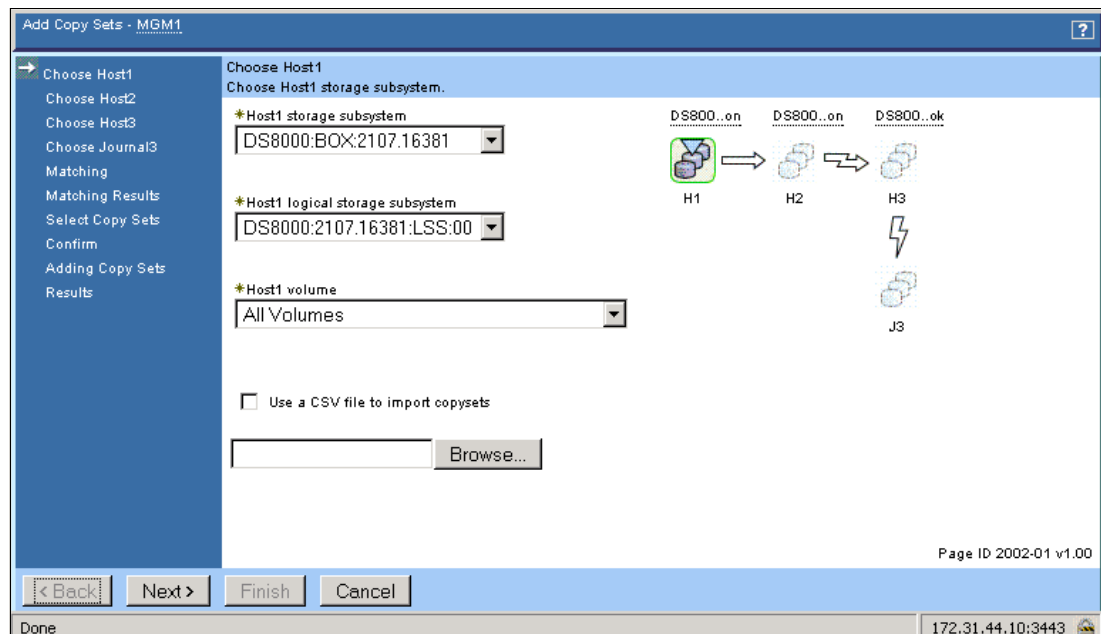 Add Copy Sets - MGM1
?
Choose Host1
Choose Host2
Choose Host3
Choose Journal3
Matching
Matching Results
Select Copy Sets
Confirm
Adding Copy Sets
Results
Choose Host1
Choose Host1 storage subsystem.
*Host1 storage subsystem
DS8000:BOX:2107.16381
*Host1 logical storage subsystem
DS8000:2107.16381:LSS:00
*Host1 volume
All Volumes
Use a CSV file to import copysets
Browse...
DS800..on DS800..on DS800..ok
H1 H2 H3
J3
Page ID 2002-01 v1.00
< Back Next > Finish Cancel
Done 172.31.44.10:3443